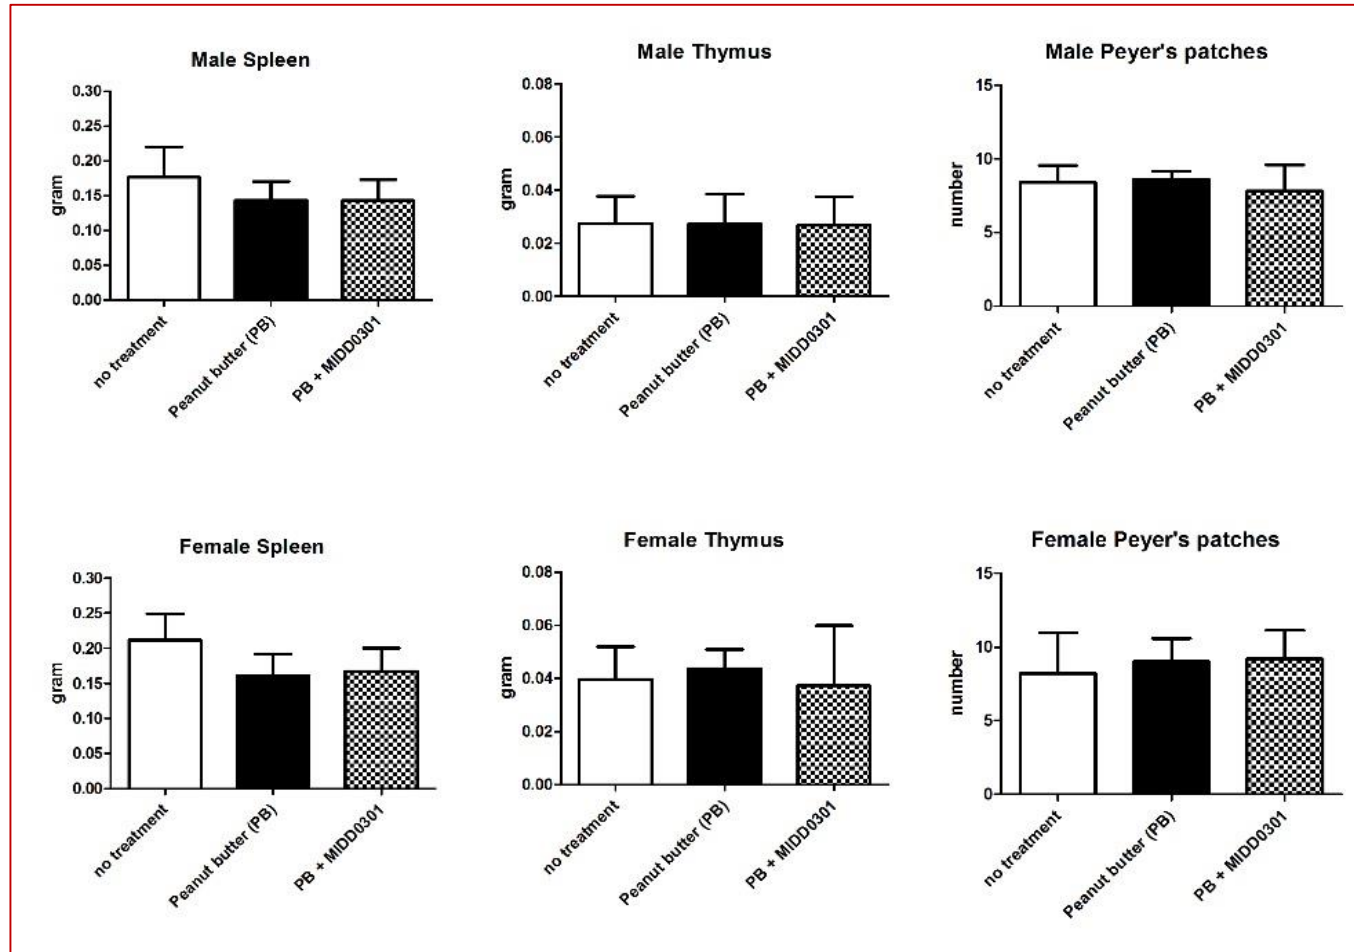 Male Spleen
gram
0.30
0.25
0.20
0.15
0.10
0.05
0.00
no treatment
Peanut butter (PB)
PB + MIDD0301
Male Thymus
gram
0.08
0.06
0.04
0.02
0.00
no treatment
Peanut butter (PB)
PB + MIDD0301
Male Peyer's patches
number
15
10
5
0
no treatment
Peanut butter (PB)
PB + MIDD0301
Female Spleen
gram
0.30
0.25
0.20
0.15
0.10
0.05
0.00
no treatment
Peanut butter (PB)
PB + MIDD0301
Female Thymus
gram
0.08
0.06
0.04
0.02
0.00
no treatment
Peanut butter (PB)
PB + MIDD0301
Female Peyer's patches
number
15
10
5
0
no treatment
Peanut butter (PB)
PB + MIDD0301